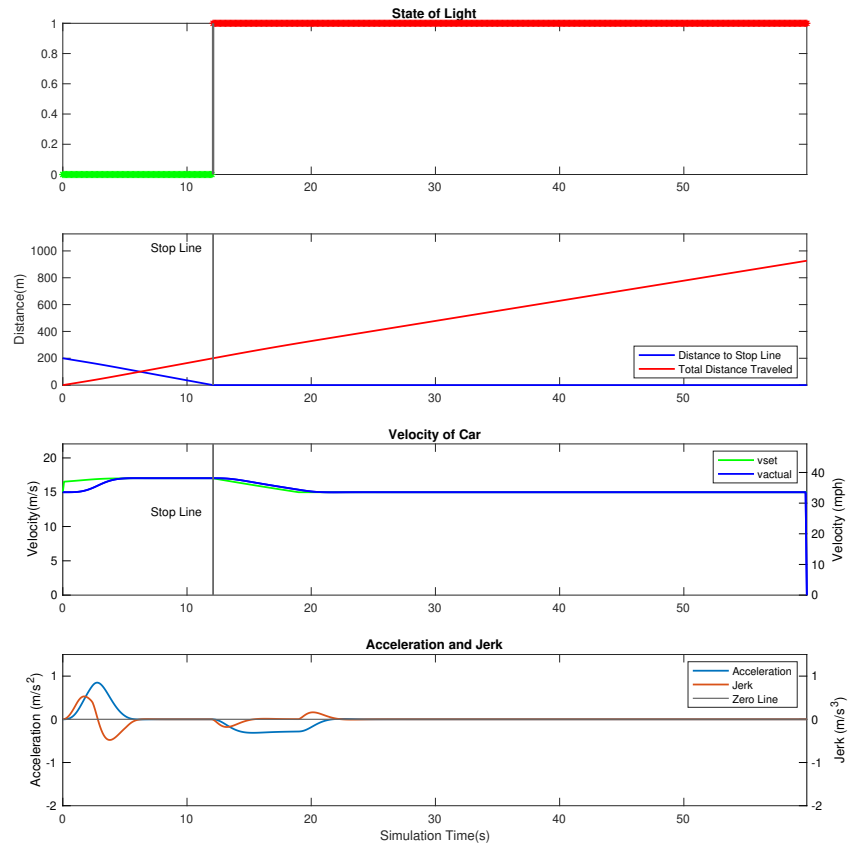 State of Light
1
0.8
0.6
0.4
0.2
0
0 10 20 30 40 50
Distance(m)
1000
800
600
400
200
0
Stop Line
Distance to Stop Line
Total Distance Traveled
0 10 20 30 40 50
Velocity of Car
Velocity(m/s)
20
15
10
5
0
Stop Line
vset
vactual
40
30
20
10
0
Velocity (mph)
0 10 20 30 40 50
Acceleration and Jerk
Acceleration (m/s²)
1
0
-1
-2
Acceleration
Jerk
Zero Line
1
0
-1
-2
Jerk (m/s³)
0 10 20 30 40 50
Simulation Time(s)